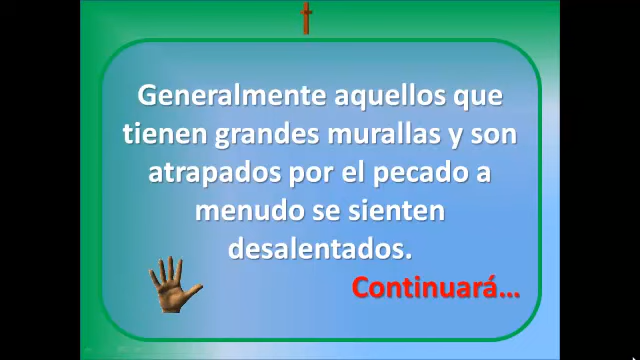 Generalmente aquellos que
tienen grandes murallas y son
atrapados por el pecado a
menudo se sienten
desalentados.
Continuará...